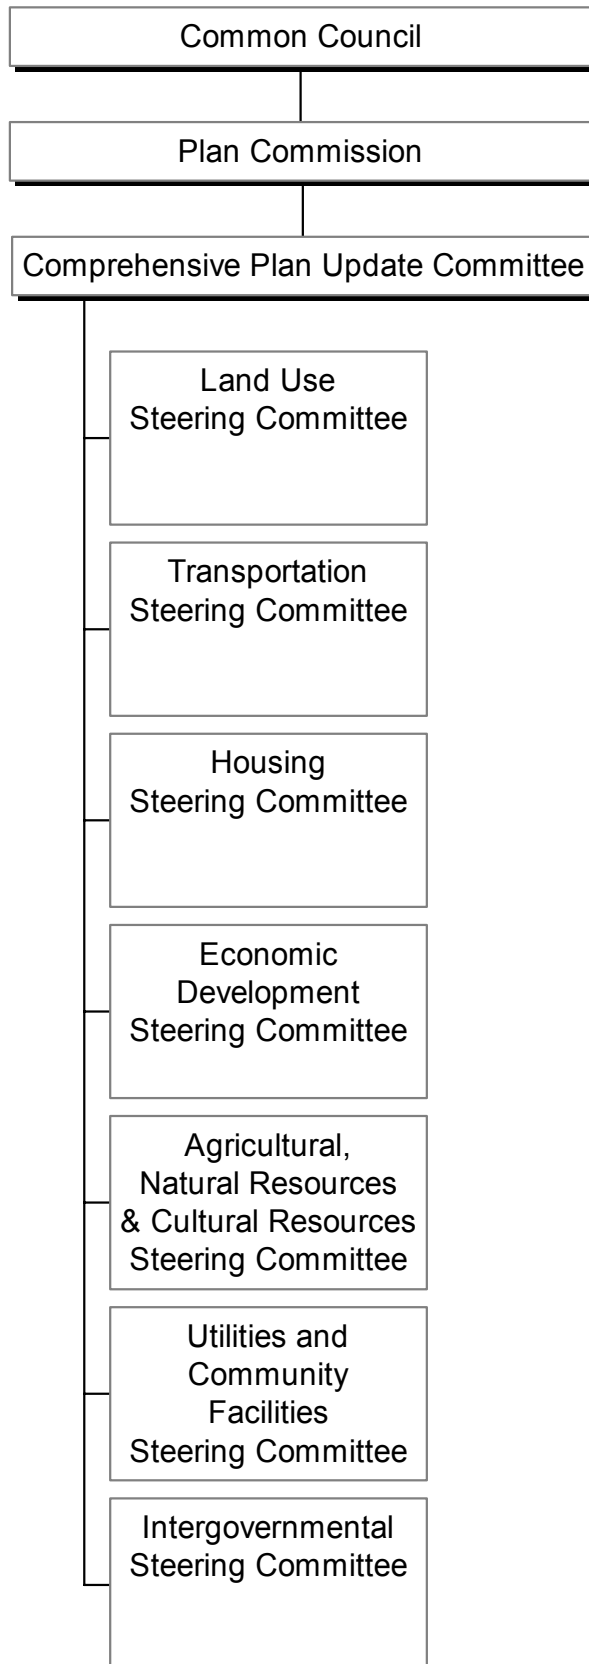 Common Council
Plan Commission
Comprehensive Plan Update Committee
Land Use
Steering Committee
Transportation
Steering Committee
Housing
Steering Committee
Economic
Development
Steering Committee
Agricultural,
Natural Resources
& Cultural Resources
Steering Committee
Utilities and
Community
Facilities
Steering Committee
Intergovernmental
Steering Committee